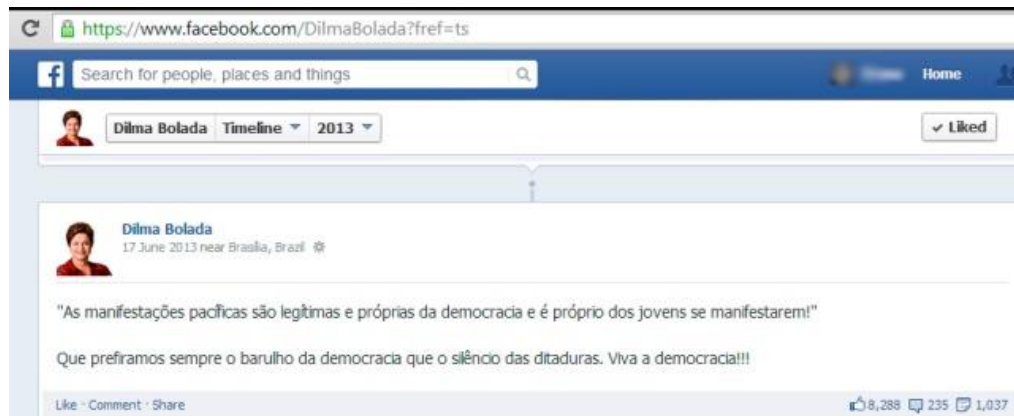 https://www.facebook.com/DilmaBolada?fref=ts
f Search for people, places and things Home
Dilma Bolada Timeline 2013 Liked
Dilma Bolada
17 June 2013 near Brasília, Brazil
"As manifestações pacíficas são legítimas e próprias da democracia e é próprio dos jovens se manifestarem!"
Que prefiramos sempre o barulho da democracia que o silêncio das ditaduras. Viva a democracia!!!
Like · Comment · Share 8,288 235 1,037